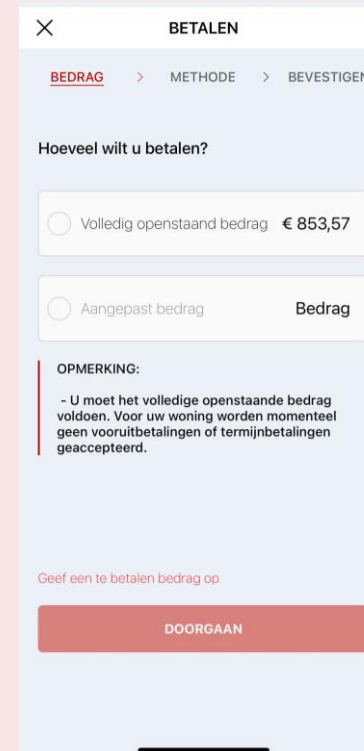 BETALEN
BEDRAG > METHODE > BEVESTIGEN
Hoeveel wilt u betalen?
Volledig openstaand bedrag € 853,57
Aangepast bedrag Bedrag
OPMERKING:
- U moet het volledige openstaande bedrag
voldoen. Voor uw woning worden momenteel
geen vooruitbetalingen of termijnbetalingen
geaccepteerd.
Geef een te betalen bedrag op
DOORGAAN